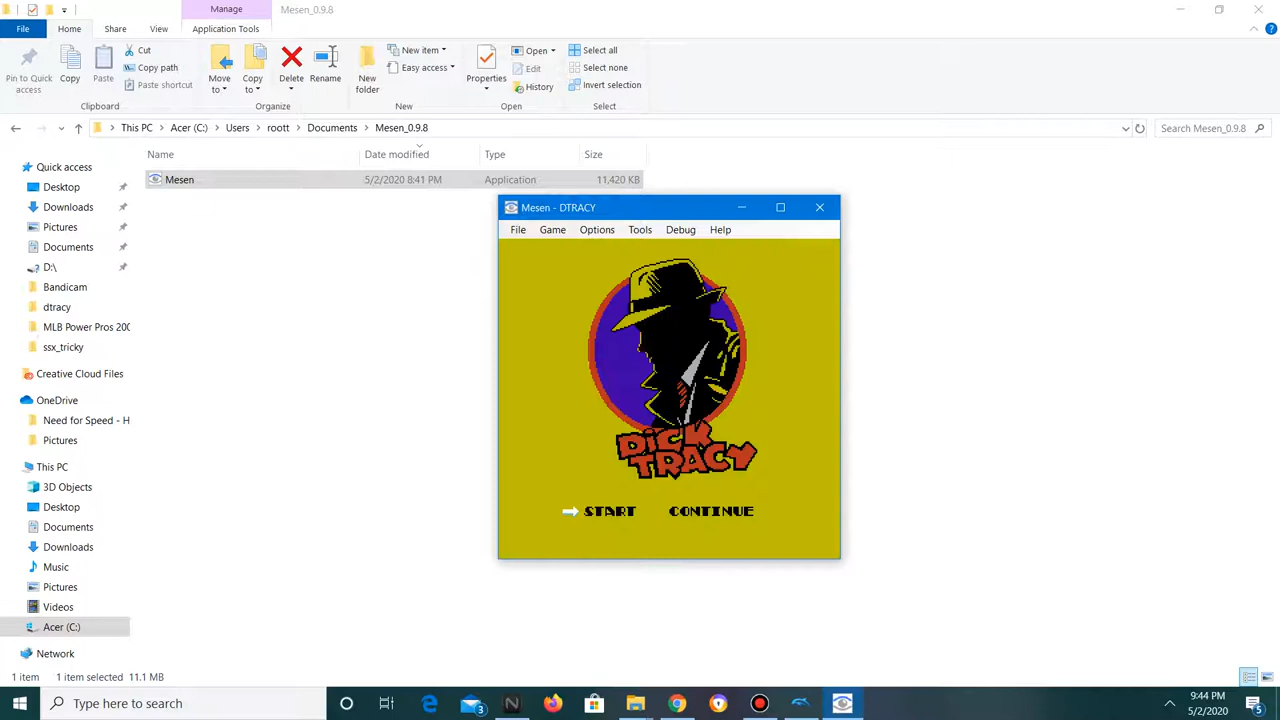 Manage
Mesen_0.9.8
File
Home
Share
View
Application Tools
Pin to Quick access
Copy
Paste
Cut
Copy path
Paste shortcut
Clipboard
Move to
Copy to
Delete
Rename
Organize
New folder
New item
Easy access
New
Properties
Open
Edit
History
Open
Select all
Select none
Invert selection
Select
This PC
Acer (C:)
Users
roott
Documents
Mesen_0.9.8
Search Mesen_0.9.8
Name
Date modified
Type
Size
Mesen
5/2/2020 8:41 PM
Application
11,420 KB
Quick access
Desktop
Downloads
Pictures
Documents
D:\
Bandicam
dtracy
MLB Power Pros 200
ssx_tricky
Creative Cloud Files
OneDrive
Need for Speed - H
Pictures
This PC
3D Objects
Desktop
Documents
Downloads
Music
Pictures
Videos
Acer (C:)
Network
Mesen - DTRACY
File Game Options Tools Debug Help
DICK
TRACY
START CONTINUE
1 item 1 item selected 11.1 MB
Type here to search
3
N
9:44 PM
5/2/2020
5